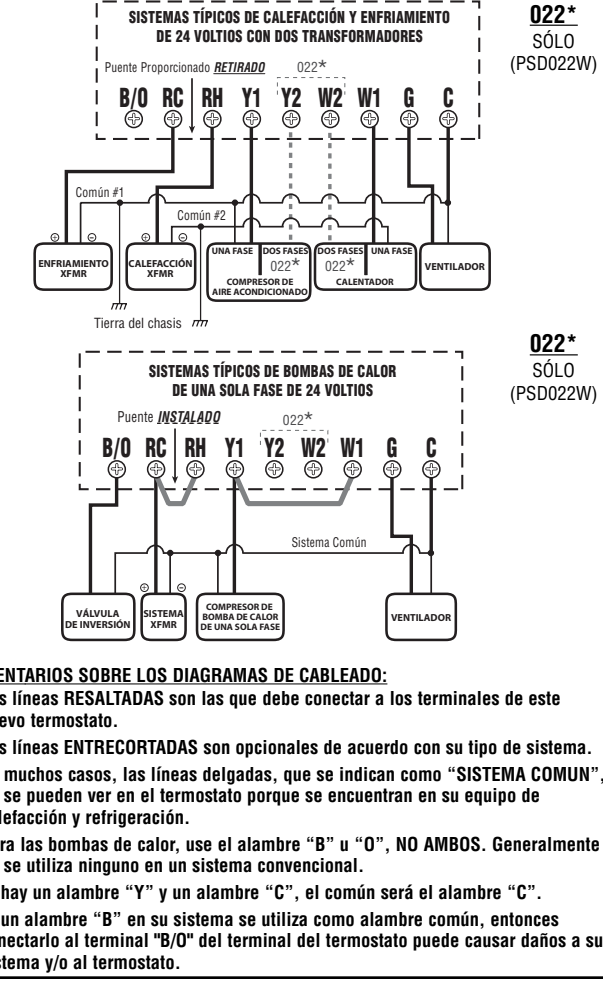 SISTEMAS TÍPICOS DE CALEFACCIÓN Y ENFRIAMIENTO
DE 24 VOLTIOS CON DOS TRANSFORMADORES
022*
SÓLO
(PSD022W)
Puente Proporcionado RETIRADO 022*
B/O RC RH Y1 Y2 W2 W1 G C
Común #1
Común #2
ENFRIAMIENTO
XFMR
CALEFACCIÓN
XFMR
UNA FASE DOS FASES
022*
COMPRESOR DE
AIRE ACONDICIONADO
DOS FASES UNA FASE
022*
CALENTADOR
VENTILADOR
Tierra del chasis
022*
SÓLO
(PSD022W)
SISTEMAS TÍPICOS DE BOMBAS DE CALOR
DE UNA SOLA FASE DE 24 VOLTIOS
Puente INSTALADO 022*
B/O RC RH Y1 Y2 W2 W1 G C
Sistema Común
VÁLVULA
DE INVERSIÓN
SISTEMA
XFMR
COMPRESOR DE
BOMBA DE CALOR
DE UNA SOLA FASE
VENTILADOR
ENTARIOS SOBRE LOS DIAGRAMAS DE CABLEADO:
s líneas RESALTADAS son las que debe conectar a los terminales de este
evo termostato.
s líneas ENTRECORTADAS son opcionales de acuerdo con su tipo de sistema.
muchos casos, las líneas delgadas, que se indican como “SISTEMA COMUN”,
se pueden ver en el termostato porque se encuentran en su equipo de
lefacción y refrigeración.
ra las bombas de calor, use el alambre “B” u “O”, NO AMBOS. Generalmente
se utiliza ninguno en un sistema convencional.
hay un alambre “Y” y un alambre “C”, el común será el alambre “C”.
un alambre “B” en su sistema se utiliza como alambre común, entonces
nectarlo al terminal "B/O" del terminal del termostato puede causar daños a su
stema y/o al termostato.